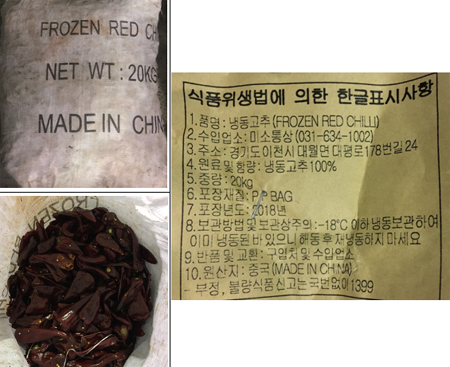 FROZEN RED CH
NET WT : 20KG
MADE IN CHIN
식품위생법에 의한 한글표시사항
1. 품명 : 냉동고추 (FROZEN RED CHILLI)
2. 수입업소: 미소통상 (031-634-1002)
3. 주소: 경기도이천시 대월면 대평로178번길 24
4. 원료및 함량: 냉동고추100%
5. 중량: 20kg
6. 포장재질: P.P BAG
7. 포장년도: 2018년
8. 보관방법및보관상주의: -18°C 이하냉동보관하여
이미 냉동된 바 있으니 해동 후 재냉동하지 마세요
9. 반품 및 교환: 구입처 및 수입업소
10. 원산지: 중국 (MADE IN CHINA)
- 부정, 불량식품신고는 국번없이 1399